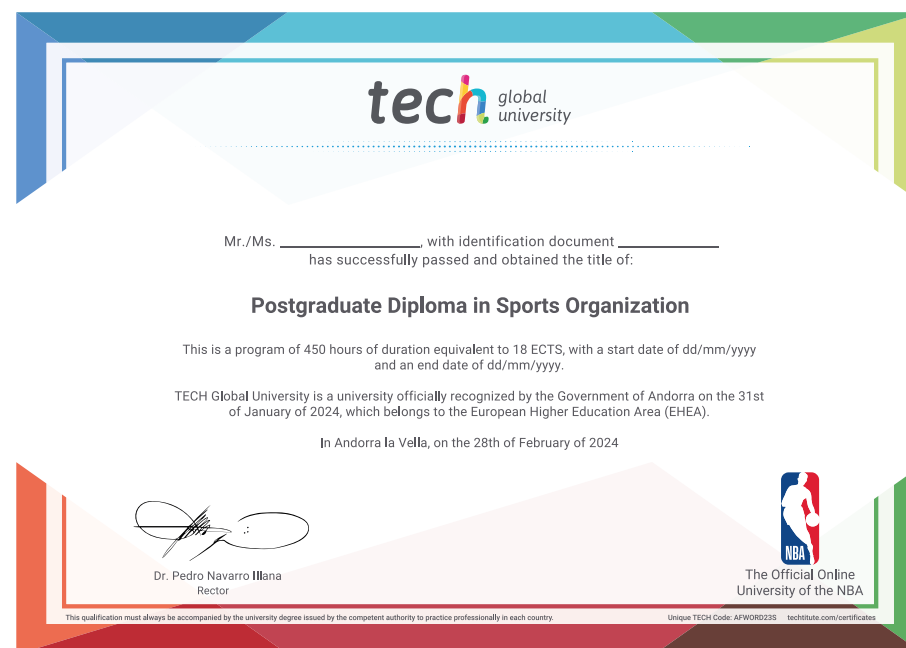 tech global university
Mr./Ms. ____________________, with identification document ______________
has successfully passed and obtained the title of:
Postgraduate Diploma in Sports Organization
This is a program of 450 hours of duration equivalent to 18 ECTS, with a start date of dd/mm/yyyy
and an end date of dd/mm/yyyy.
TECH Global University is a university officially recognized by the Government of Andorra on the 31st
of January of 2024, which belongs to the European Higher Education Area (EHEA).
In Andorra la Vella, on the 28th of February of 2024
Dr. Pedro Navarro Illana
Rector
NBA
The Official Online
University of the NBA
This qualification must always be accompanied by the university degree issued by the competent authority to practice professionally in each country.
Unique TECH Code: AFWORD23S techtitute.com/certificates